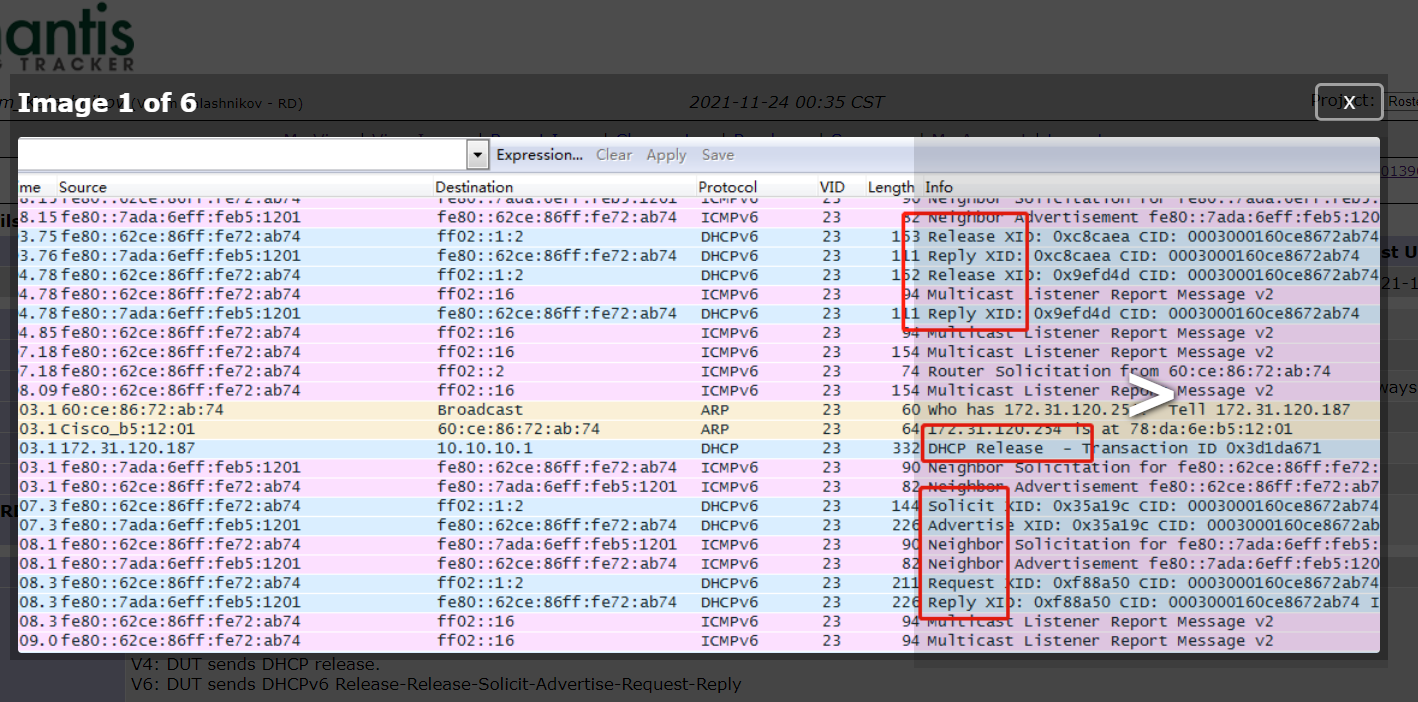 antis
TRACKER
Image 1 of 6
lashnikov - RD)
2021-11-24 00:35 CST
Project:
Rosto
X
Expression... Clear Apply Save
me Source Destination Protocol VID Length Info
8.15 fe80::7ada:6eff:feb5:1201 fe80::62ce:86ff:fe72:ab74 ICMPv6 23 82 Neighbor Advertisement fe80::7ada:6eff:feb5:120
03.75 fe80::62ce:86ff:fe72:ab74 ff02::1:2 DHCPv6 23 153 Release XID: 0xc8caea CID: 0003000160ce8672ab74
03.76 fe80::7ada:6eff:feb5:1201 fe80::62ce:86ff:fe72:ab74 DHCPv6 23 111 Reply XID: 0xc8caea CID: 0003000160ce8672ab74
04.78 fe80::62ce:86ff:fe72:ab74 ff02::1:2 DHCPv6 23 152 Release XID: 0x9efd4d CID: 0003000160ce8672ab74
04.78 fe80::62ce:86ff:fe72:ab74 ff02::16 ICMPv6 23 94 Multicast Listener Report Message v2
04.78 fe80::7ada:6eff:feb5:1201 fe80::62ce:86ff:fe72:ab74 DHCPv6 23 111 Reply XID: 0x9efd4d CID: 0003000160ce8672ab74
04.85 fe80::62ce:86ff:fe72:ab74 ff02::16 ICMPv6 23 94 Multicast Listener Report Message v2
07.18 fe80::62ce:86ff:fe72:ab74 ff02::16 ICMPv6 23 154 Multicast Listener Report Message v2
07.18 fe80::62ce:86ff:fe72:ab74 ff02::2 ICMPv6 23 74 Router Solicitation from 60:ce:86:72:ab:74
08.09 fe80::62ce:86ff:fe72:ab74 ff02::16 ICMPv6 23 154 Multicast Listener Report Message v2
03.1 60:ce:86:72:ab:74 Broadcast ARP 23 60 Who has 172.31.120.25 Tell 172.31.120.187
03.1 Cisco_b5:12:01 60:ce:86:72:ab:74 ARP 23 64 172.31.120.254 is at 78:da:6e:b5:12:01
03.1 172.31.120.187 10.10.10.1 DHCP 23 332 DHCP Release - Transaction ID 0x3d1da671
03.1 fe80::7ada:6eff:feb5:1201 fe80::62ce:86ff:fe72:ab74 ICMPv6 23 90 Neighbor Solicitation for fe80::62ce:86ff:fe72:
03.1 fe80::62ce:86ff:fe72:ab74 fe80::7ada:6eff:feb5:1201 ICMPv6 23 82 Neighbor Advertisement fe80::62ce:86ff:fe72:ab7
07.3 fe80::62ce:86ff:fe72:ab74 ff02::1:2 DHCPv6 23 144 Solicit XID: 0x35a19c CID: 0003000160ce8672ab74
07.3 fe80::7ada:6eff:feb5:1201 fe80::62ce:86ff:fe72:ab74 DHCPv6 23 226 Advertise XID: 0x35a19c CID: 0003000160ce8672ab
08.1 fe80::62ce:86ff:fe72:ab74 fe80::7ada:6eff:feb5:1201 ICMPv6 23 90 Neighbor Solicitation for fe80::7ada:6eff:feb5:
08.1 fe80::7ada:6eff:feb5:1201 fe80::62ce:86ff:fe72:ab74 ICMPv6 23 82 Neighbor Advertisement fe80::7ada:6eff:feb5:120
08.3 fe80::62ce:86ff:fe72:ab74 ff02::1:2 DHCPv6 23 211 Request XID: 0xf88a50 CID: 0003000160ce8672ab74
08.3 fe80::7ada:6eff:feb5:1201 fe80::62ce:86ff:fe72:ab74 DHCPv6 23 226 Reply XID: 0xf88a50 CID: 0003000160ce8672ab74 I
08.3 fe80::62ce:86ff:fe72:ab74 ff02::16 ICMPv6 23 94 Multicast Listener Report Message v2
09.0 fe80::62ce:86ff:fe72:ab74 ff02::16 ICMPv6 23 94 Multicast Listener Report Message v2
V4: DUT sends DHCP release.
V6: DUT sends DHCPv6 Release-Release-Solicit-Advertise-Request-Reply